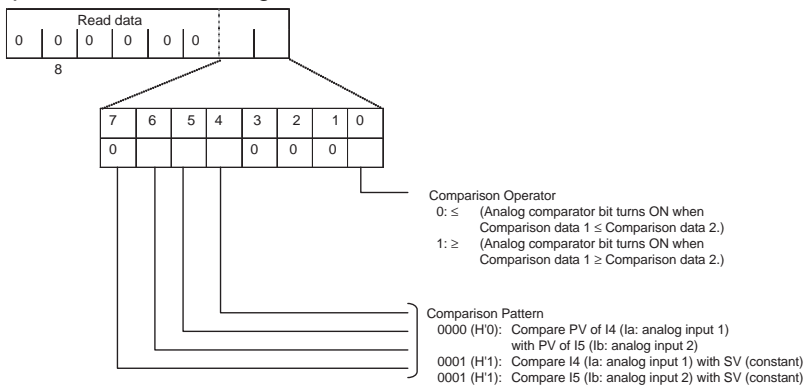 Read data
0 0 0 0 0 0
8
7 6 5 4 3 2 1 0
0 0 0 0
Comparison Operator
0: ≤ (Analog comparator bit turns ON when
Comparison data 1 ≤ Comparison data 2.)
1: ≥ (Analog comparator bit turns ON when
Comparison data 1 ≥ Comparison data 2.)
Comparison Pattern
0000 (H'0): Compare PV of I4 (Ia: analog input 1)
with PV of I5 (Ib: analog input 2)
0001 (H'1): Compare I4 (Ia: analog input 1) with SV (constant)
0001 (H'1): Compare I5 (Ib: analog input 2) with SV (constant)